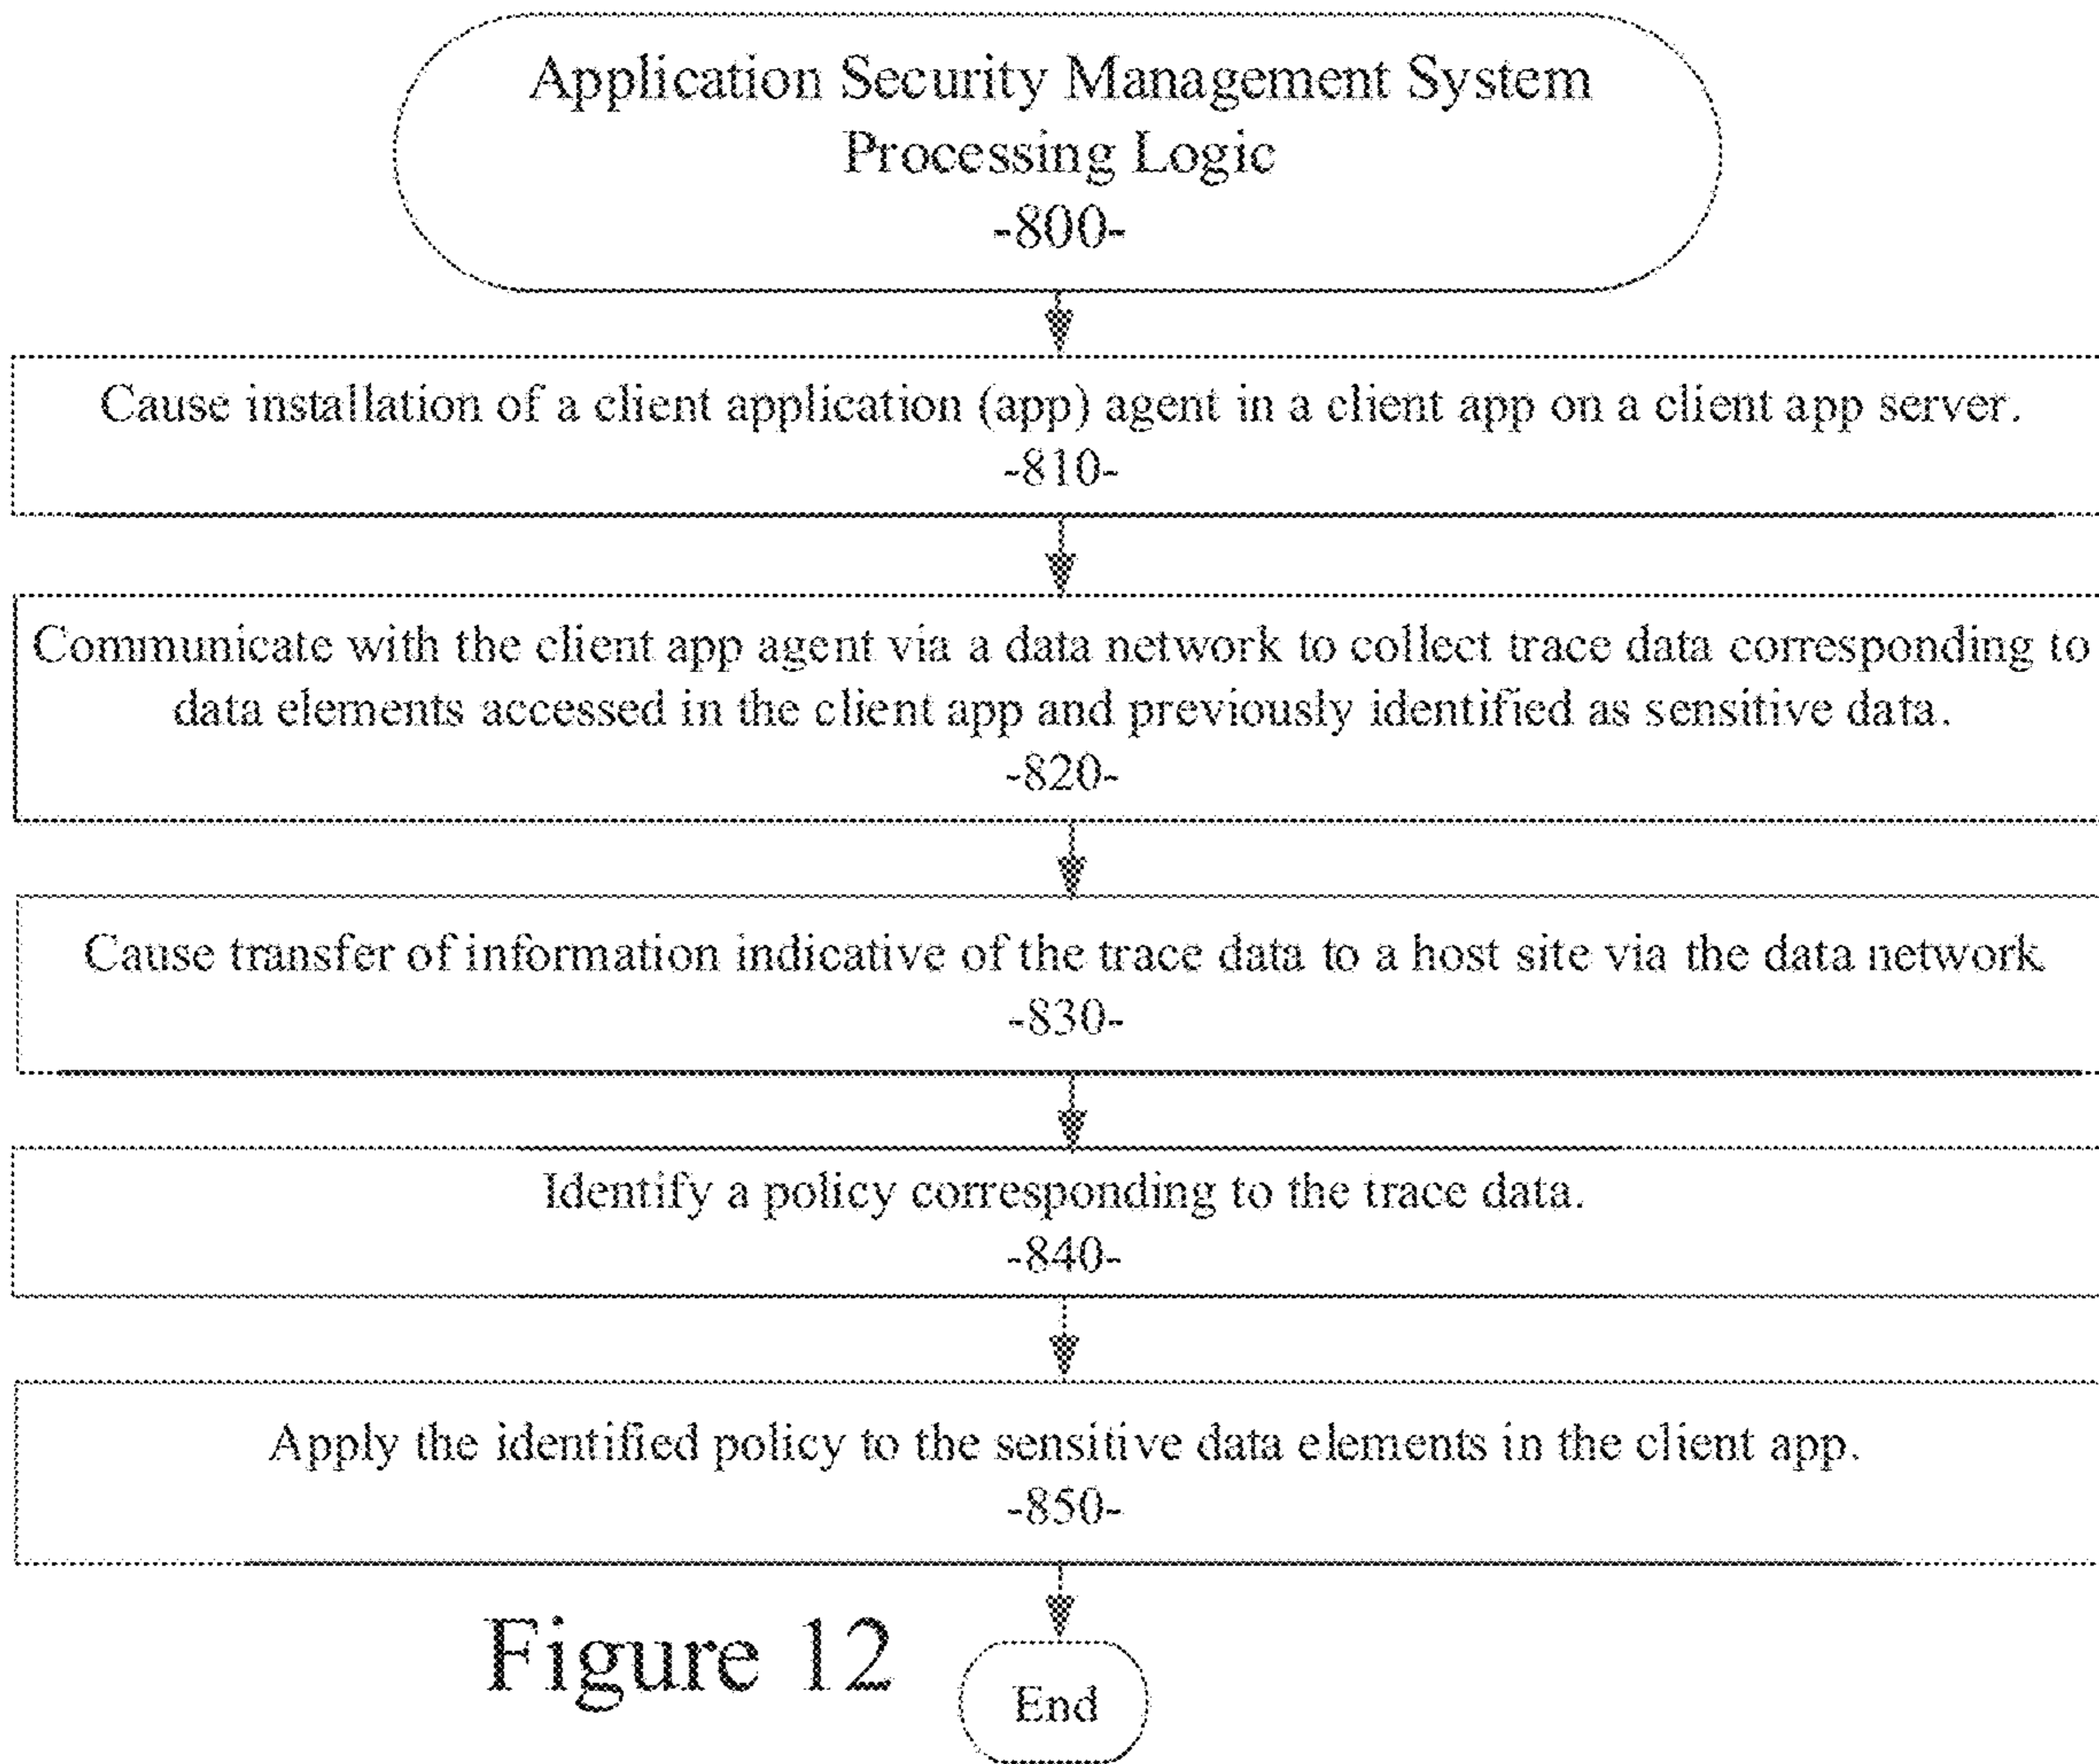 Application Security Management System
Processing Logic
-800-
Cause installation of a client application (app) agent in a client app on a client app server.
-810-
Communicate with the client app agent via a data network to collect trace data corresponding to
data elements accessed in the client app and previously identified as sensitive data.
-820-
Cause transfer of information indicative of the trace data to a host site via the data network
-830-
Identify a policy corresponding to the trace data.
-840-
Apply the identified policy to the sensitive data elements in the client app.
-850-
Figure 12
End